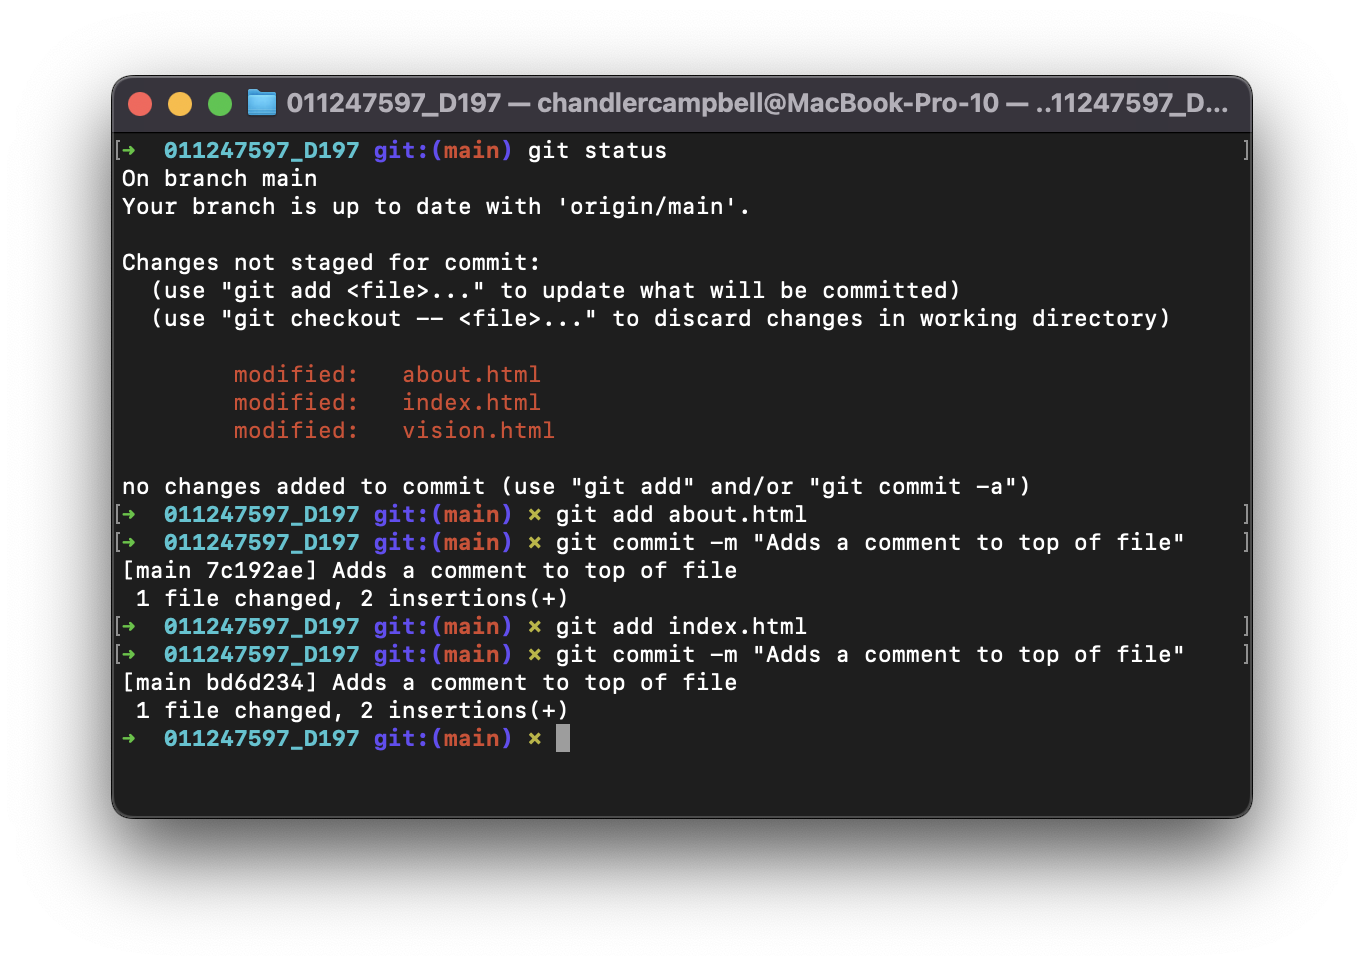 011247597_D197 — chandlercampbell@MacBook-Pro-10 — ..11247597_D...
[➜  011247597_D197 git:(main) git status ]
On branch main
Your branch is up to date with 'origin/main'.
Changes not staged for commit:
  (use "git add <file>..." to update what will be committed)
  (use "git checkout -- <file>..." to discard changes in working directory)
        modified:   about.html
        modified:   index.html
        modified:   vision.html
no changes added to commit (use "git add" and/or "git commit -a")
[➜  011247597_D197 git:(main) × git add about.html ]
[➜  011247597_D197 git:(main) × git commit -m "Adds a comment to top of file" ]
[main 7c192ae] Adds a comment to top of file
 1 file changed, 2 insertions(+)
[➜  011247597_D197 git:(main) × git add index.html ]
[➜  011247597_D197 git:(main) × git commit -m "Adds a comment to top of file" ]
[main bd6d234] Adds a comment to top of file
 1 file changed, 2 insertions(+)
➜  011247597_D197 git:(main) ×